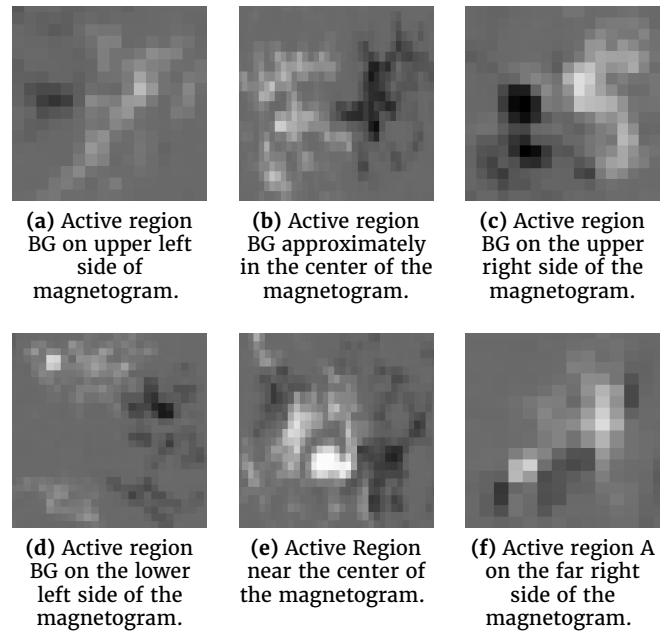 (a) Active region
BG on upper left
side of
magnetogram.
(b) Active region
BG approximately
in the center of the
magnetogram.
(c) Active region
BG on the upper
right side of the
magnetogram.
(d) Active region
BG on the lower
left side of the
magnetogram.
(e) Active Region
near the center of
the magnetogram.
(f) Active region A
on the far right
side of the
magnetogram.